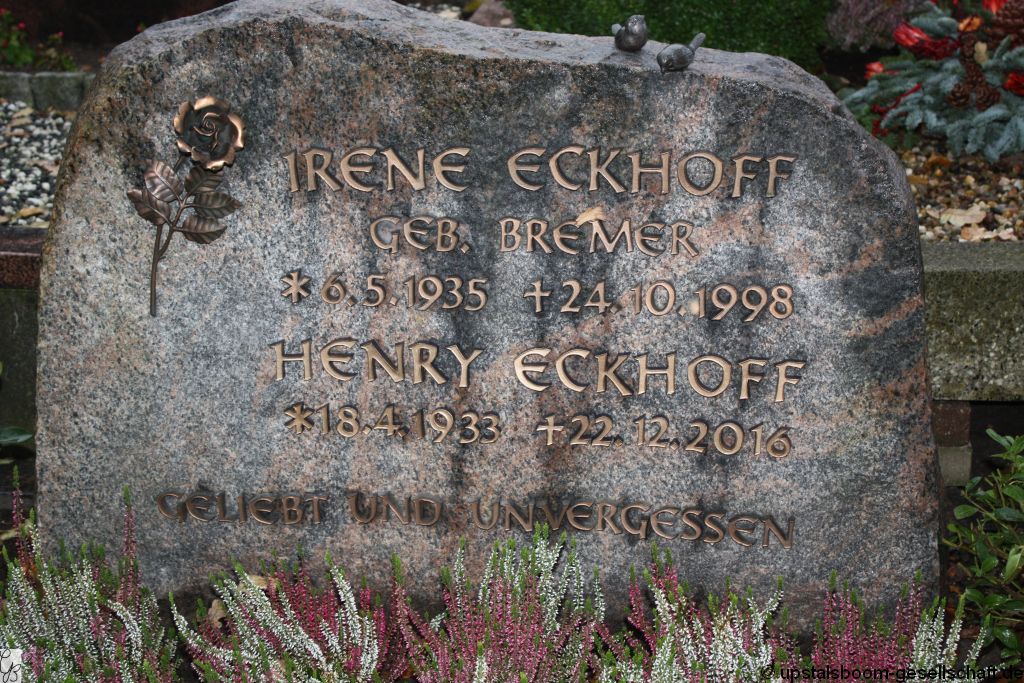 IRENE ECKHOFF
GEB. BREMER
* 6.5.1935 † 24.10.1998
HENRY ECKHOFF
* 18.4.1933 † 22.12.2016
GELIEBT UND UNVERGESSEN
© upstalsboom-gesellschaft.de